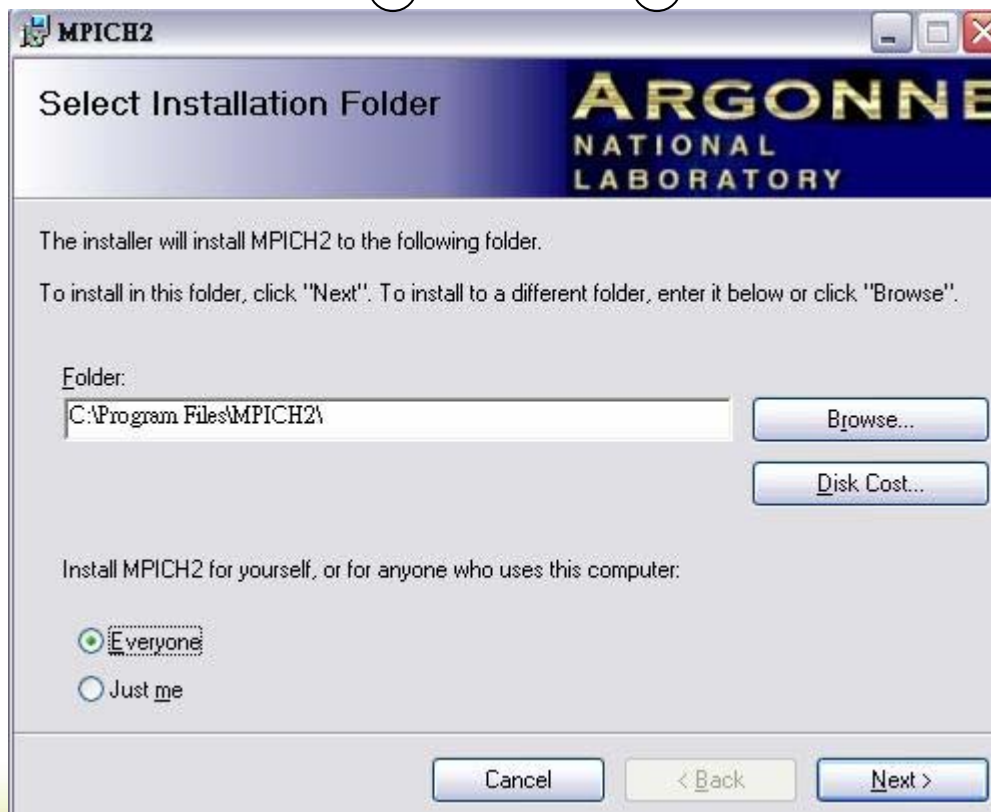 MPICH2
Select Installation Folder
ARGONNE
NATIONAL
LABORATORY
The installer will install MPICH2 to the following folder.
To install in this folder, click "Next". To install to a different folder, enter it below or click "Browse".
Folder:
C:\Program Files\MPICH2\
Browse...
Disk Cost...
Install MPICH2 for yourself, or for anyone who uses this computer:
Everyone
Just me
Cancel
< Back
Next >